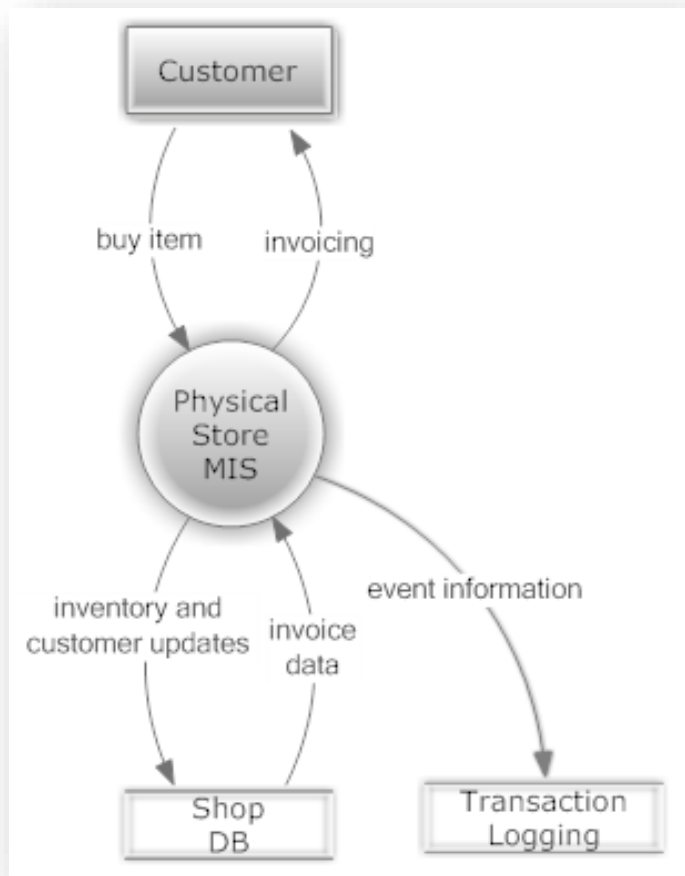 Customer
buy item
invoicing
Physical
Store
MIS
event information
inventory and
customer updates
invoice
data
Shop
DB
Transaction
Logging